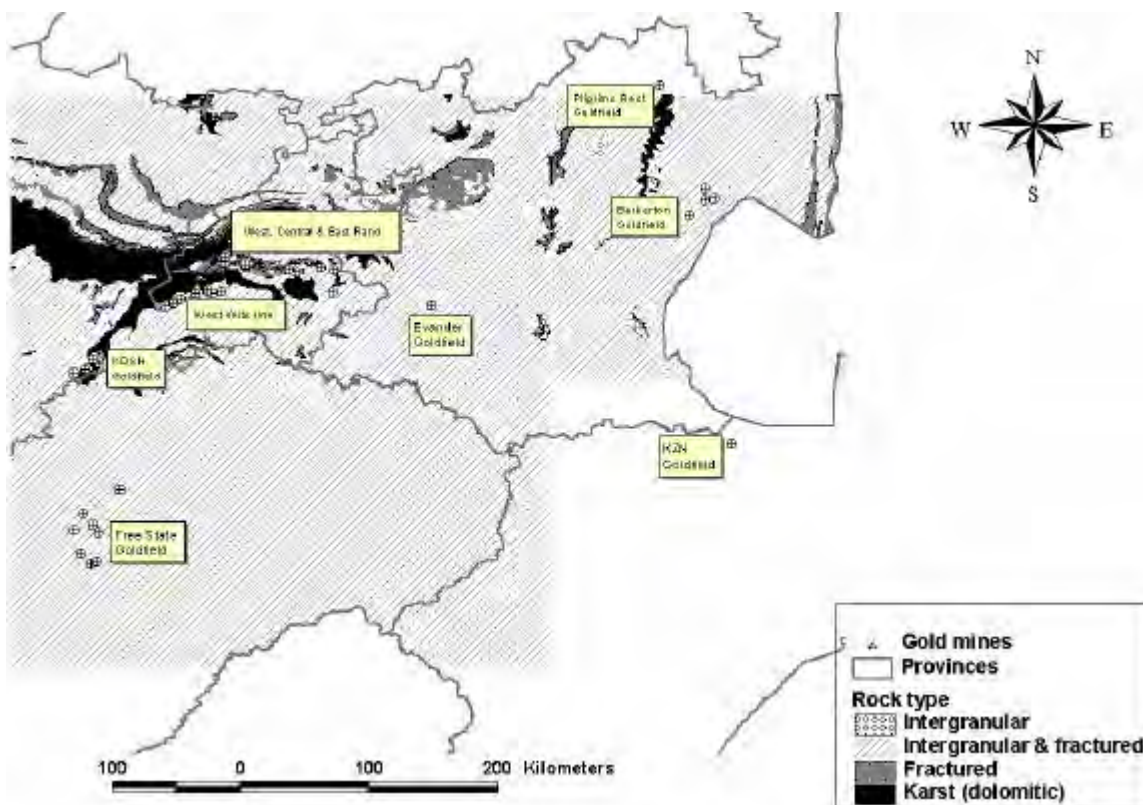 N
W E
S
Pilgrims Rest
Goldfield
Barberton
Goldfield
West, Central & East Rand
West Wits line
Evander
Goldfield
KOSH
Goldfield
KZN
Goldfield
Free State
Goldfield
Gold mines
Provinces
Rock type
Intergranular
Intergranular & fractured
Fractured
Karst (dolomitic)
100 0 100 200 Kilometers